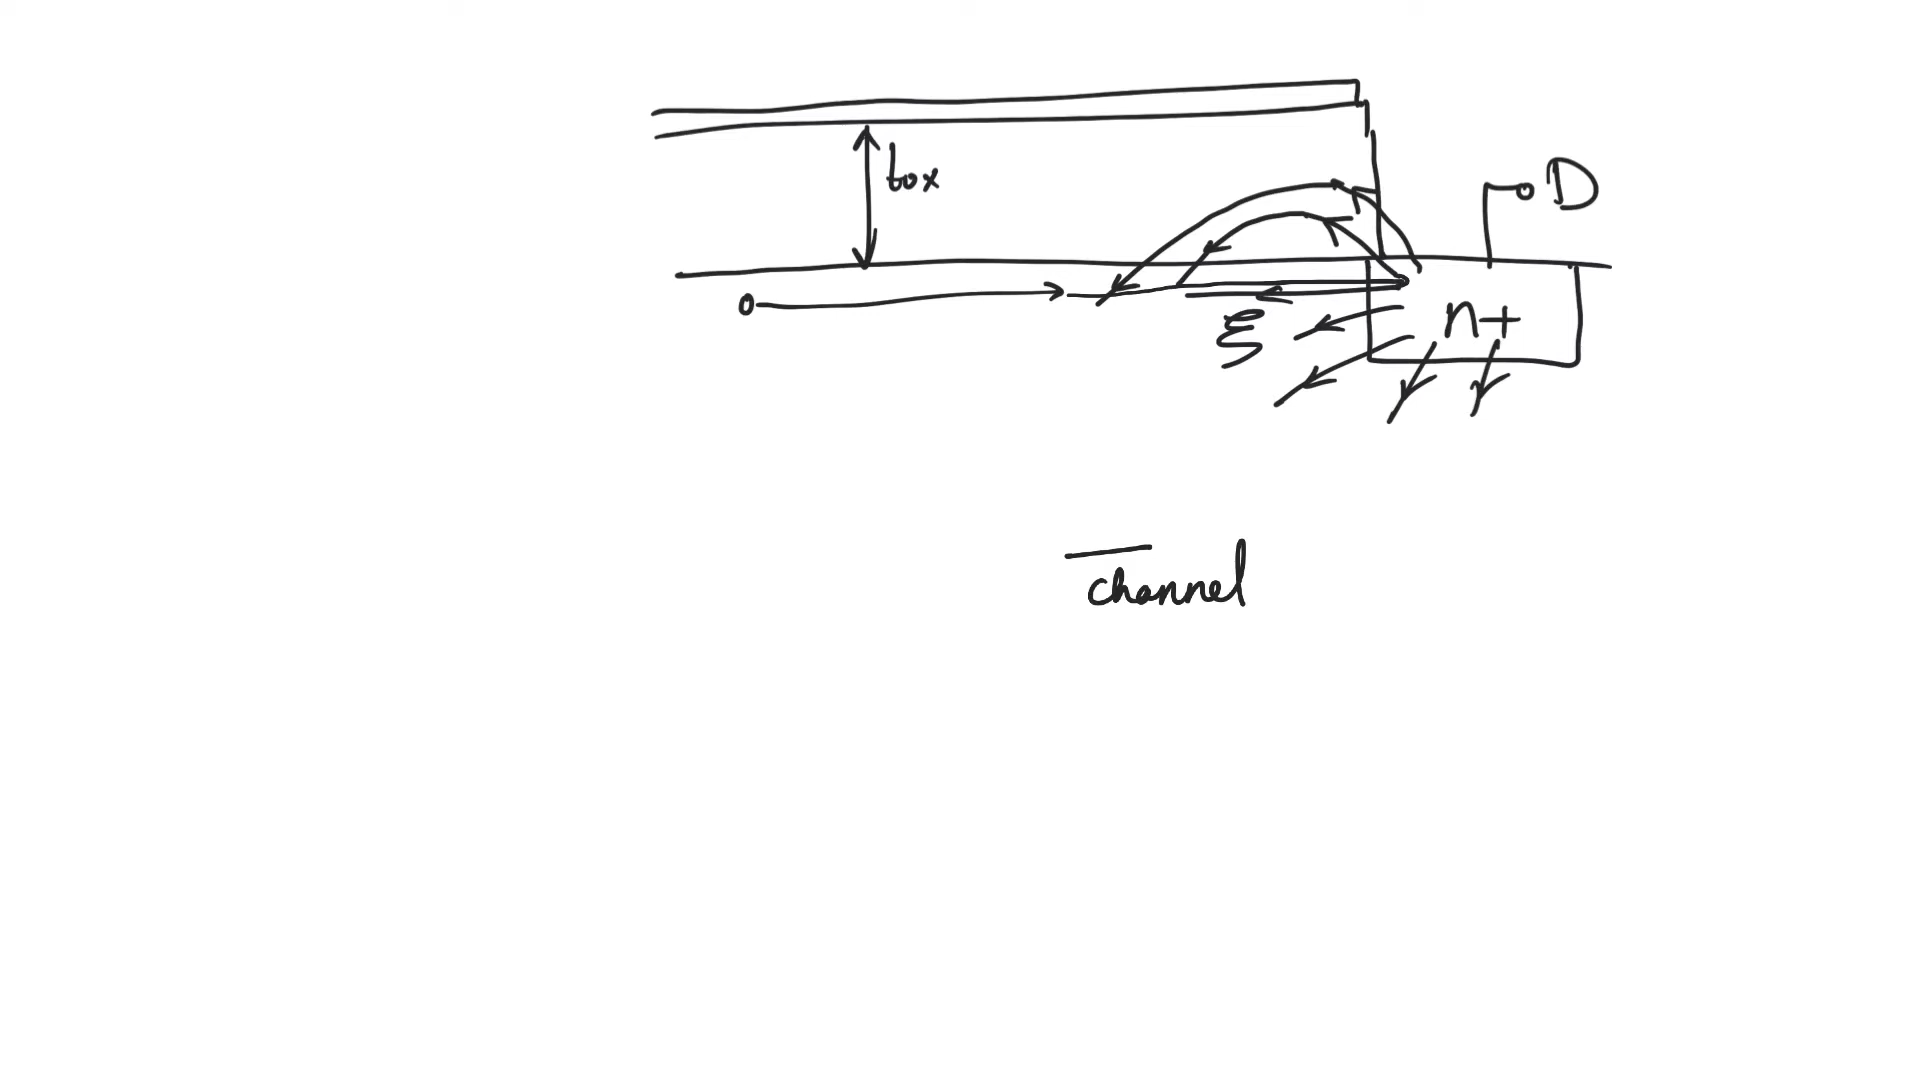 tox
D
n+
ξ
channel